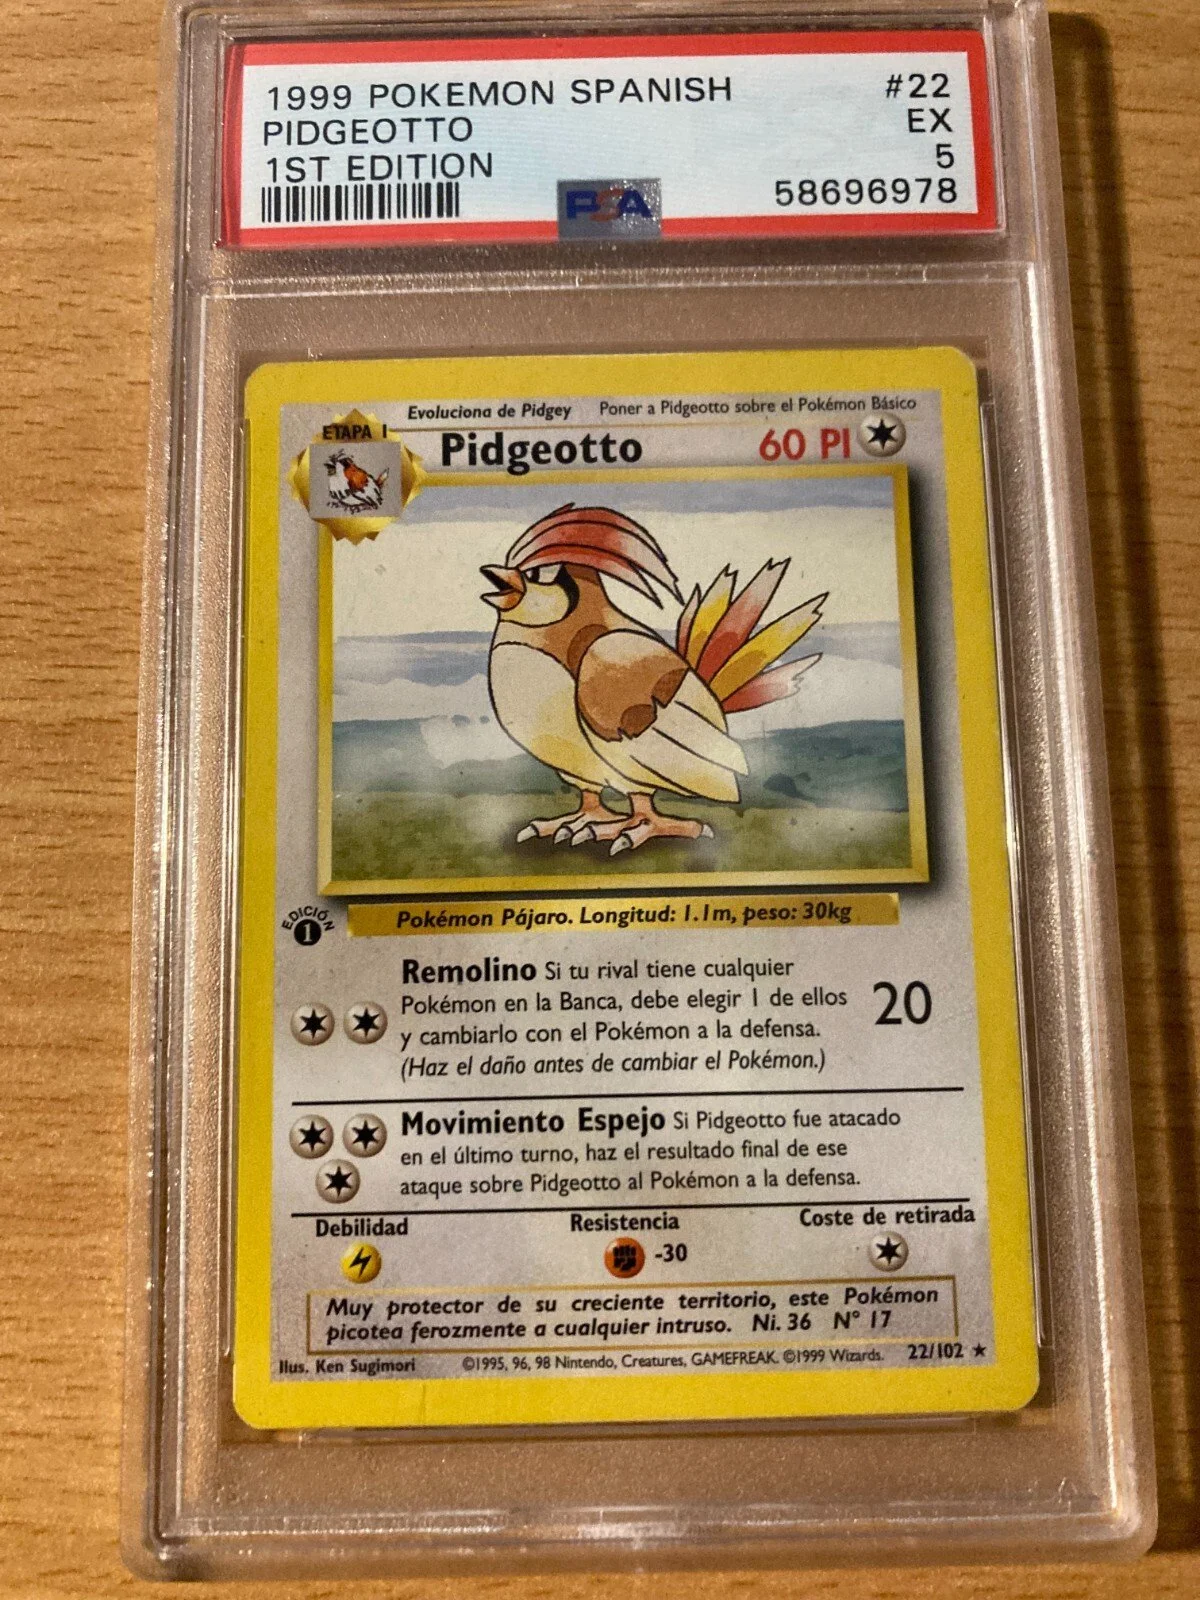 1999 POKEMON SPANISH #22
PIDGEOTTO EX
1ST EDITION 5
PSA 58696978
Evoluciona de Pidgey Poner a Pidgeotto sobre el Pokémon Básico
ETAPA 1
Pidgeotto 60 PI
EDICIÓN
1
Pokémon Pájaro. Longitud: 1.1m, peso: 30kg
Remolino Si tu rival tiene cualquier
Pokémon en la Banca, debe elegir 1 de ellos 20
y cambiarlo con el Pokémon a la defensa.
(Haz el daño antes de cambiar el Pokémon.)
Movimiento Espejo Si Pidgeotto fue atacado
en el último turno, haz el resultado final de ese
ataque sobre Pidgeotto al Pokémon a la defensa.
Debilidad Resistencia Coste de retirada
-30
Muy protector de su creciente territorio, este Pokémon
picotea ferozmente a cualquier intruso. Ni. 36 N° 17
Ilus. Ken Sugimori ©1995, 96, 98 Nintendo, Creatures, GAMEFREAK. ©1999 Wizards. 22/102 ★